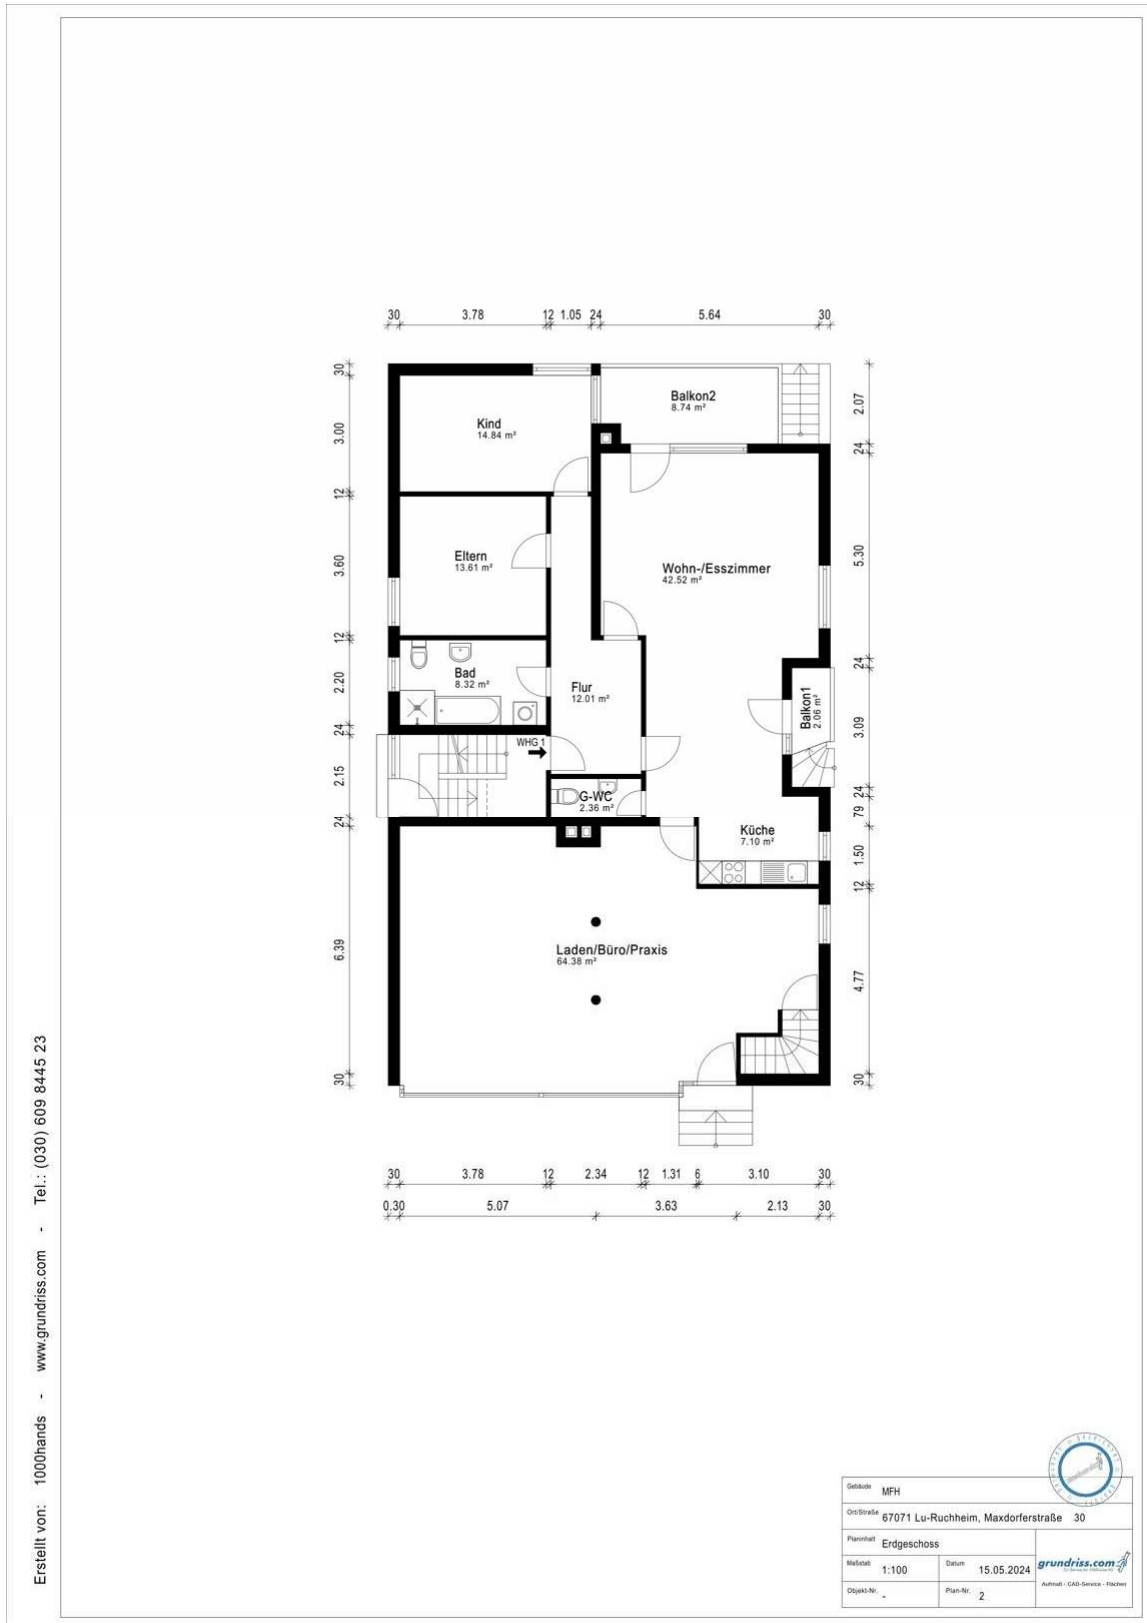 30 3.78 12 1.05 24 5.64 30
30 3.00 12 3.60 12 2.20 24 2.15 24 6.39 30
2.07 24 5.30 24 3.09 24 79 1.50 12 4.77 30
Balkon2
8.74 m²
Kind
14.84 m²
Eltern
13.61 m²
Wohn-/Esszimmer
42.52 m²
Bad
8.32 m²
Flur
12.01 m²
Balkon1
2.06 m²
WHG 1
G-WC
2.36 m²
Küche
7.10 m²
Laden/Büro/Praxis
64.38 m²
30 3.78 12 2.34 12 1.31 6 3.10 30
0.30 5.07 3.63 2.13 30
Erstellt von: 1000hands - www.grundriss.com - Tel.: (030) 609 8445 23
Gebäude MFH
Ort/Straße 67071 Lu-Ruchheim, Maxdorferstraße 30
Planinhalt Erdgeschoss
Maßstab 1:100 Datum 15.05.2024
Objekt-Nr. - Plan-Nr. 2
grundriss.com
Aufmaß - CAD-Service - Flächen